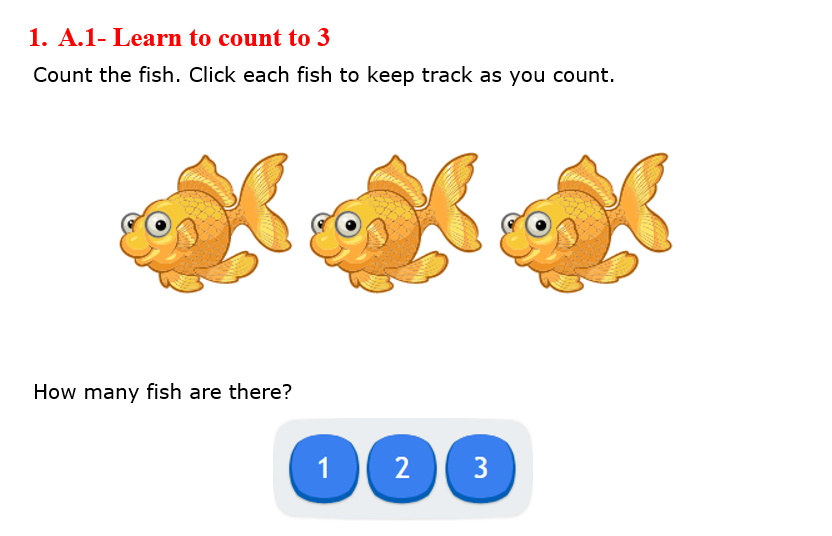 1. A.1- Learn to count to 3
Count the fish. Click each fish to keep track as you count.
How many fish are there?
1 2 3